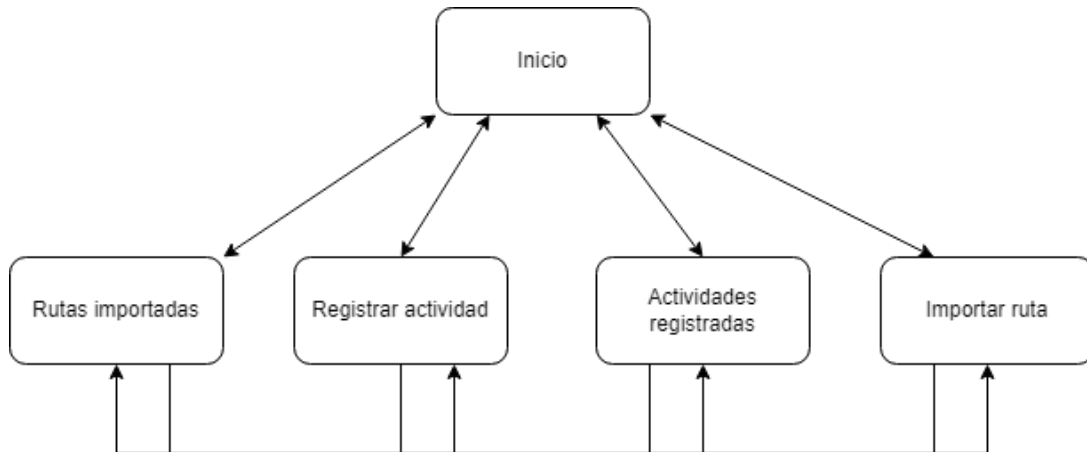 Inicio
Rutas importadas
Registrar actividad
Actividades
registradas
Importar ruta